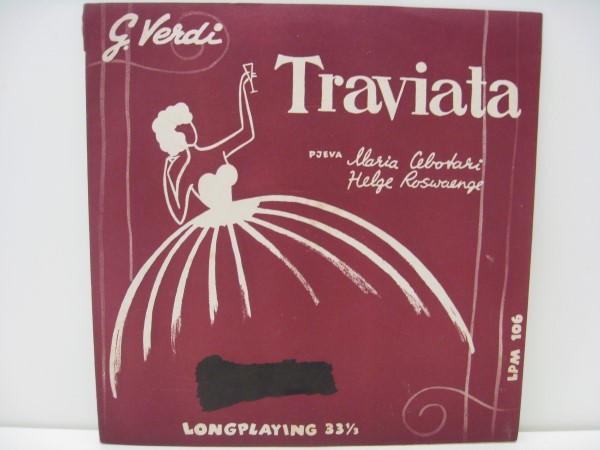 G. Verdi
Traviata
PJEVA Maria Cebotari
Helge Roswaenge
LPM 106
LONGPLAYING 33⅓